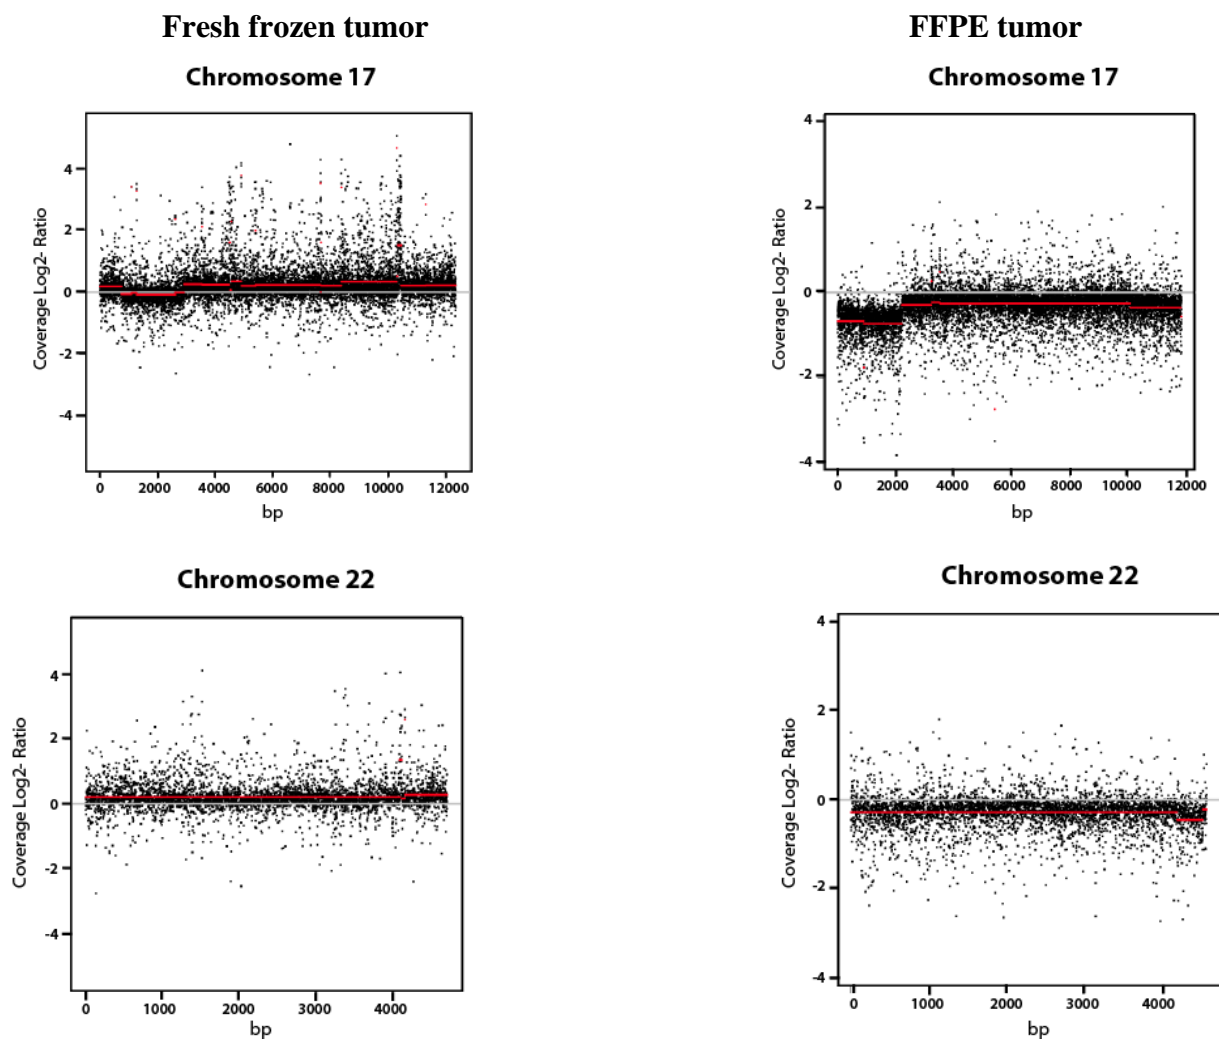 Fresh frozen tumor
FFPE tumor
Chromosome 17
Chromosome 17
Coverage Log2- Ratio
4
2
0
-2
-4
0 2000 4000 6000 8000 10000 12000
bp
Coverage Log2- Ratio
4
2
0
-2
-4
0 2000 4000 6000 8000 10000 12000
bp
Chromosome 22
Chromosome 22
Coverage Log2- Ratio
4
2
0
-2
-4
0 1000 2000 3000 4000
bp
Coverage Log2- Ratio
4
2
0
-2
-4
0 1000 2000 3000 4000
bp